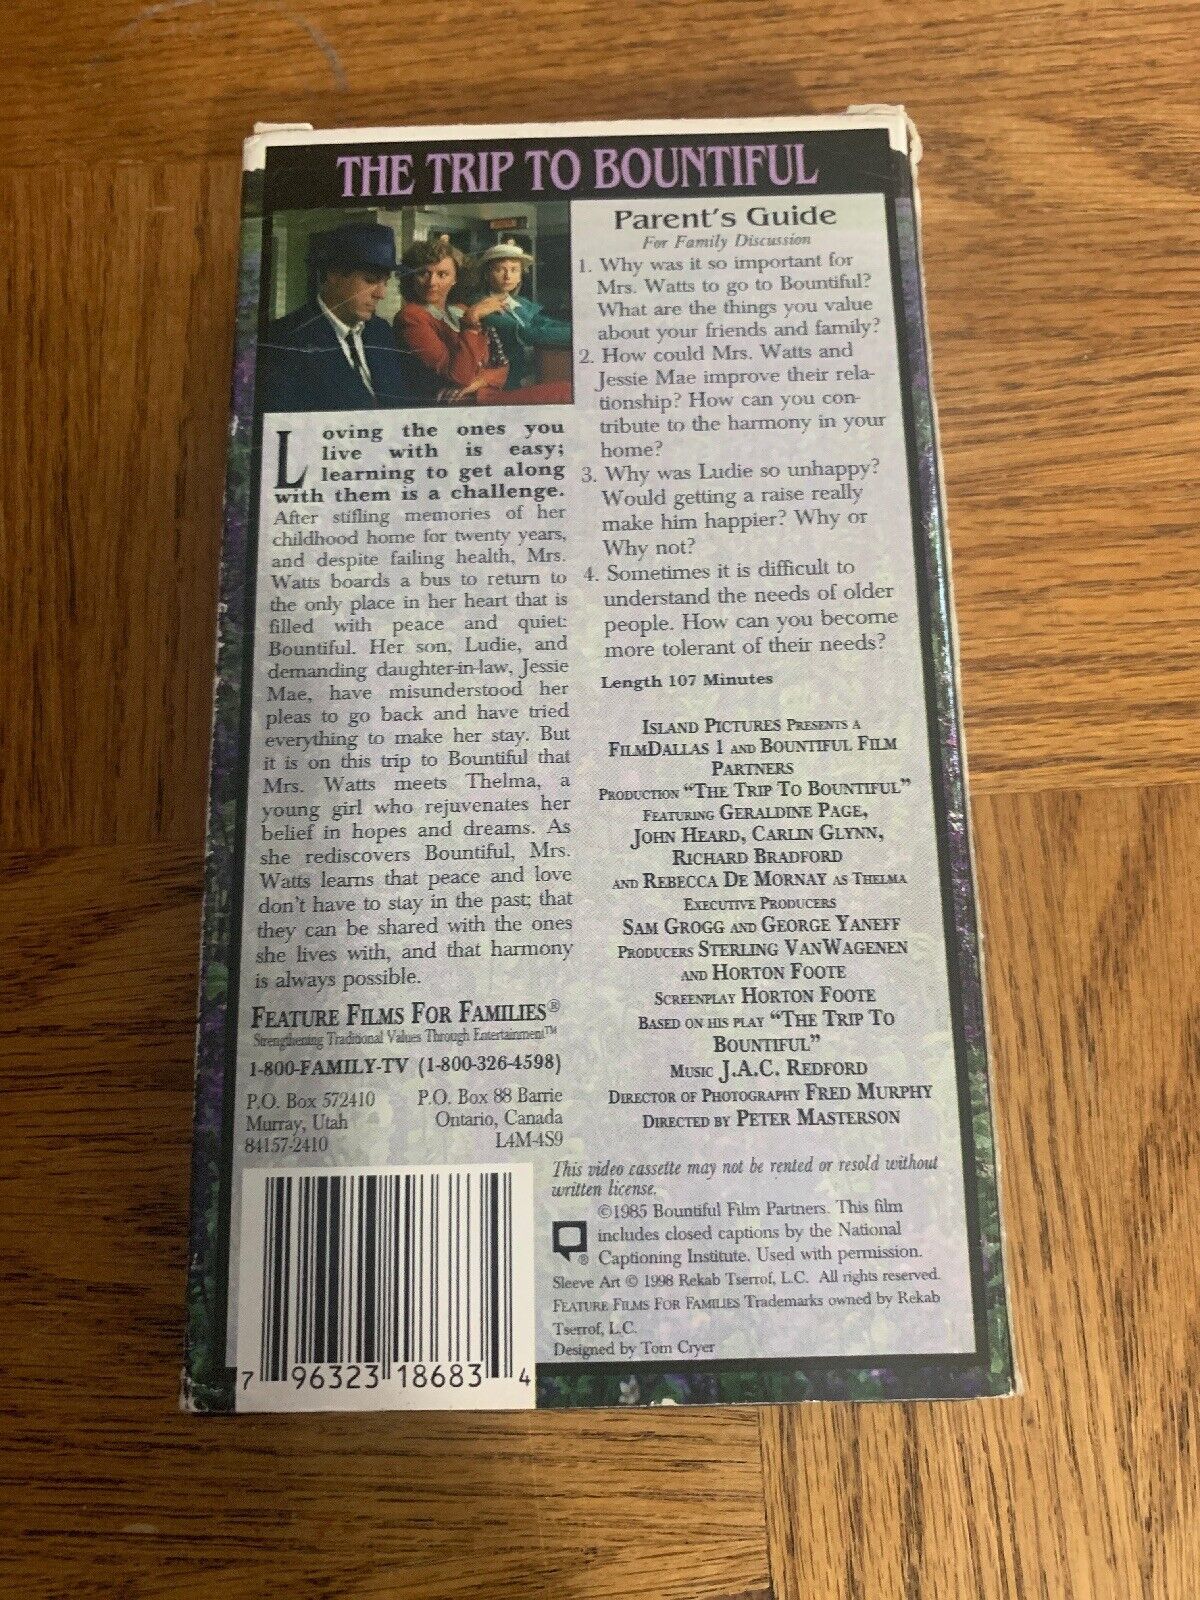 THE TRIP TO BOUNTIFUL
Loving the ones you
live with is easy;
learning to get along
with them is a challenge.
After stifling memories of her
childhood home for twenty years,
and despite failing health, Mrs.
Watts boards a bus to return to
the only place in her heart that is
filled with peace and quiet:
Bountiful. Her son, Ludie, and
demanding daughter-in-law, Jessie
Mae, have misunderstood her
pleas to go back and have tried
everything to make her stay. But
it is on this trip to Bountiful that
Mrs. Watts meets Thelma, a
young girl who rejuvenates her
belief in hopes and dreams. As
she rediscovers Bountiful, Mrs.
Watts learns that peace and love
don't have to stay in the past; that
they can be shared with the ones
she lives with, and that harmony
is always possible.
FEATURE FILMS FOR FAMILIES®
Strengthening Traditional Values Through Entertainment™
1-800-FAMILY-TV (1-800-326-4598)
P.O. Box 572410
Murray, Utah
84157-2410
P.O. Box 88 Barrie
Ontario, Canada
L4M-4S9
7 96323 18683 4
Parent's Guide
For Family Discussion
1. Why was it so important for
Mrs. Watts to go to Bountiful?
What are the things you value
about your friends and family?
2. How could Mrs. Watts and
Jessie Mae improve their rela-
tionship? How can you con-
tribute to the harmony in your
home?
3. Why was Ludie so unhappy?
Would getting a raise really
make him happier? Why or
Why not?
4. Sometimes it is difficult to
understand the needs of older
people. How can you become
more tolerant of their needs?
Length 107 Minutes
ISLAND PICTURES PRESENTS A
FILMDALLAS 1 AND BOUNTIFUL FILM
PARTNERS
PRODUCTION "THE TRIP TO BOUNTIFUL"
FEATURING GERALDINE PAGE,
JOHN HEARD, CARLIN GLYNN,
RICHARD BRADFORD
AND REBECCA DE MORNAY AS THELMA
EXECUTIVE PRODUCERS
SAM GROGG AND GEORGE YANEFF
PRODUCERS STERLING VANWAGENEN
AND HORTON FOOTE
SCREENPLAY HORTON FOOTE
BASED ON HIS PLAY "THE TRIP TO
BOUNTIFUL"
MUSIC J.A.C. REDFORD
DIRECTOR OF PHOTOGRAPHY FRED MURPHY
DIRECTED BY PETER MASTERSON
This video cassette may not be rented or resold without
written license.
©1985 Bountiful Film Partners. This film
includes closed captions by the National
® Captioning Institute. Used with permission.
Sleeve Art © 1998 Rekab Tserrof, L.C. All rights reserved.
FEATURE FILMS FOR FAMILIES Trademarks owned by Rekab
Tserrof, L.C.
Designed by Tom Cryer